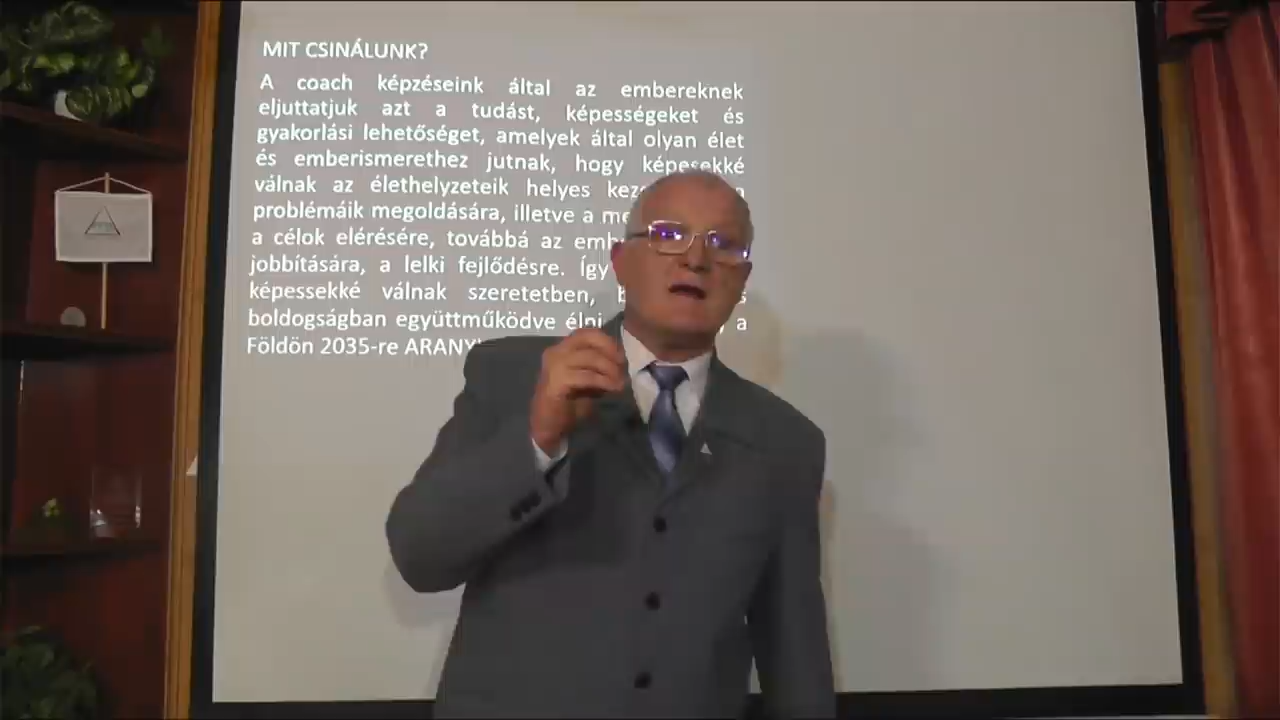 MIT CSINÁLUNK?
A coach képzéseink által az embereknek
eljuttatjuk azt a tudást, képességeket és
gyakorlási lehetőséget, amelyek által olyan élet
és emberismerethez jutnak, hogy képesekké
válnak az élethelyzeteik helyes
problémáik megoldására, illetve a
a célok elérésére, továbbá az
jobbítására, a lelki fejlődésre. Így
képessekké válnak szeretetben,
boldogságban együttműködve élni a
Földön 2035-re